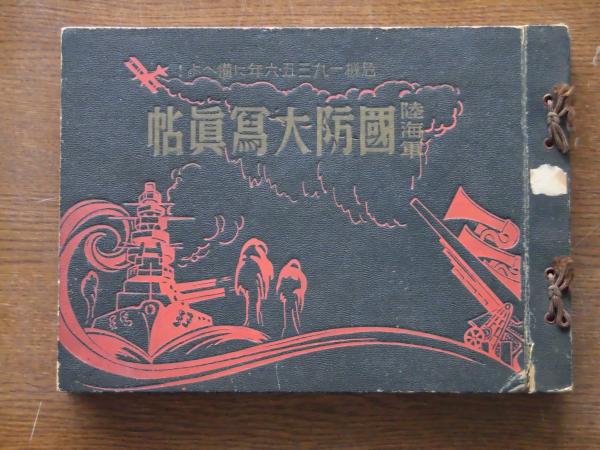 危機一九三五六年に備へよ!
陸海軍
國防大寫眞帖